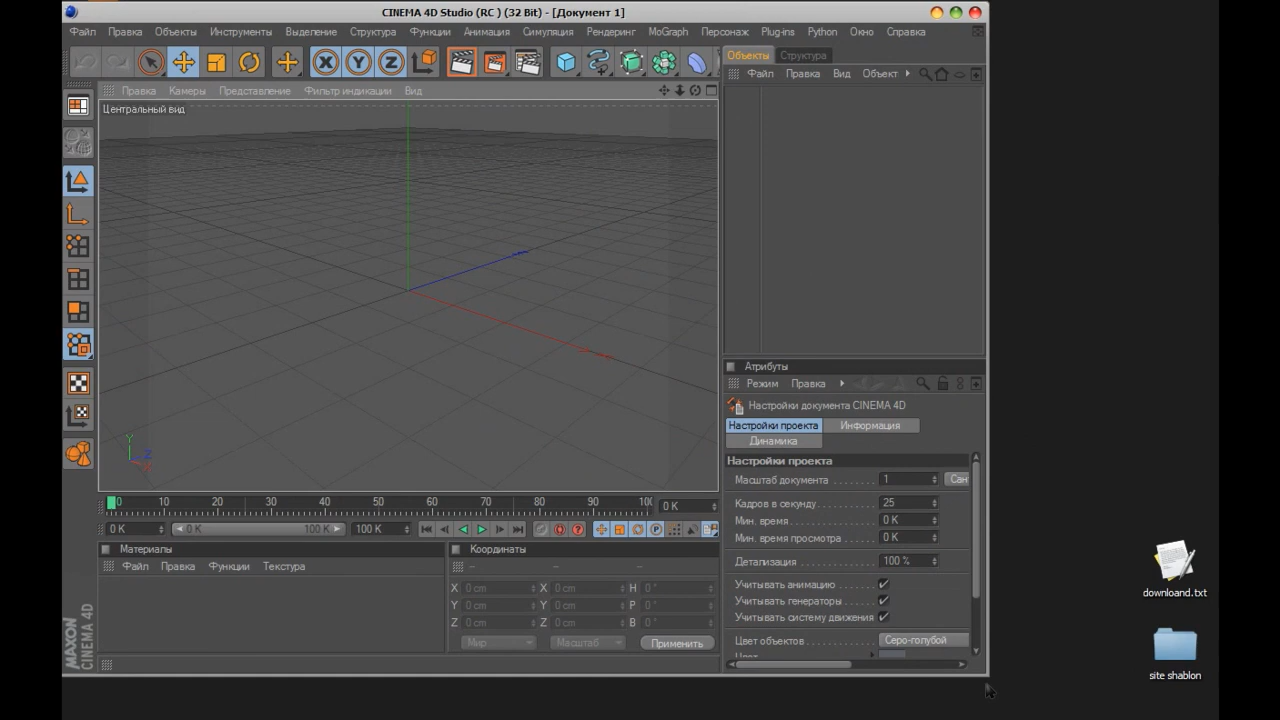 CINEMA 4D Studio (RC ) (32 Bit) - [Документ 1]
Файл Правка Объекты Инструменты Выделение Структура Функции Анимация Симуляция Рендеринг MoGraph Персонаж Plug-ins Python Окно Справка
X Y Z
Объекты Структура
Файл Правка Вид Объект
Правка Камеры Представление Фильтр индикации Вид
Центральный вид
Y
Z
X
Атрибуты
Режим Правка
Настройки документа CINEMA 4D
Настройки проекта Информация
Динамика
Настройки проекта
Масштаб документа 1 Сан
Кадров в секунду 25
Мин. время 0 K
Мин. время просмотра 0 K
Детализация 100 %
Учитывать анимацию
Учитывать генераторы
Учитывать систему движения
Цвет объектов Серо-голубой
0 10 20 30 40 50 60 70 80 90 100 0 K
0 K 0 K 100 K 100 K
Материалы
Файл Правка Функции Текстура
Координаты
X 0 cm X 0 cm H 0 °
Y 0 cm Y 0 cm P 0 °
Z 0 cm Z 0 cm B 0 °
Мир Масштаб Применить
MAXON
CINEMA 4D
downloand.txt
site shablon